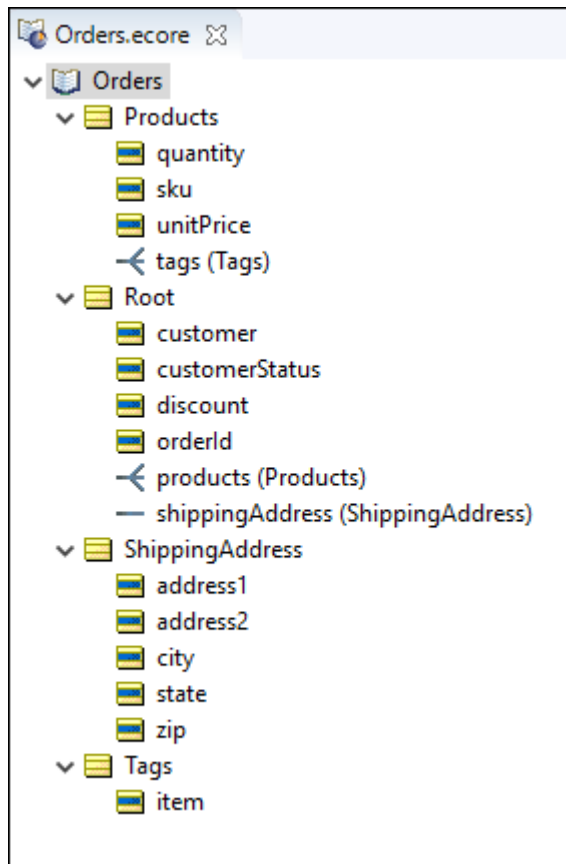 Orders.ecore
Orders
Products
quantity
sku
unitPrice
tags (Tags)
Root
customer
customerStatus
discount
orderId
products (Products)
shippingAddress (ShippingAddress)
ShippingAddress
address1
address2
city
state
zip
Tags
item